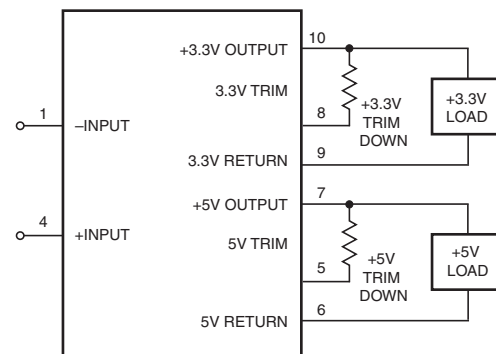 +3.3V OUTPUT
10
3.3V TRIM
8
+3.3V
TRIM
DOWN
+3.3V
LOAD
1
–INPUT
3.3V RETURN
9
+5V OUTPUT
7
4
+INPUT
5V TRIM
5
+5V
TRIM
DOWN
+5V
LOAD
5V RETURN
6